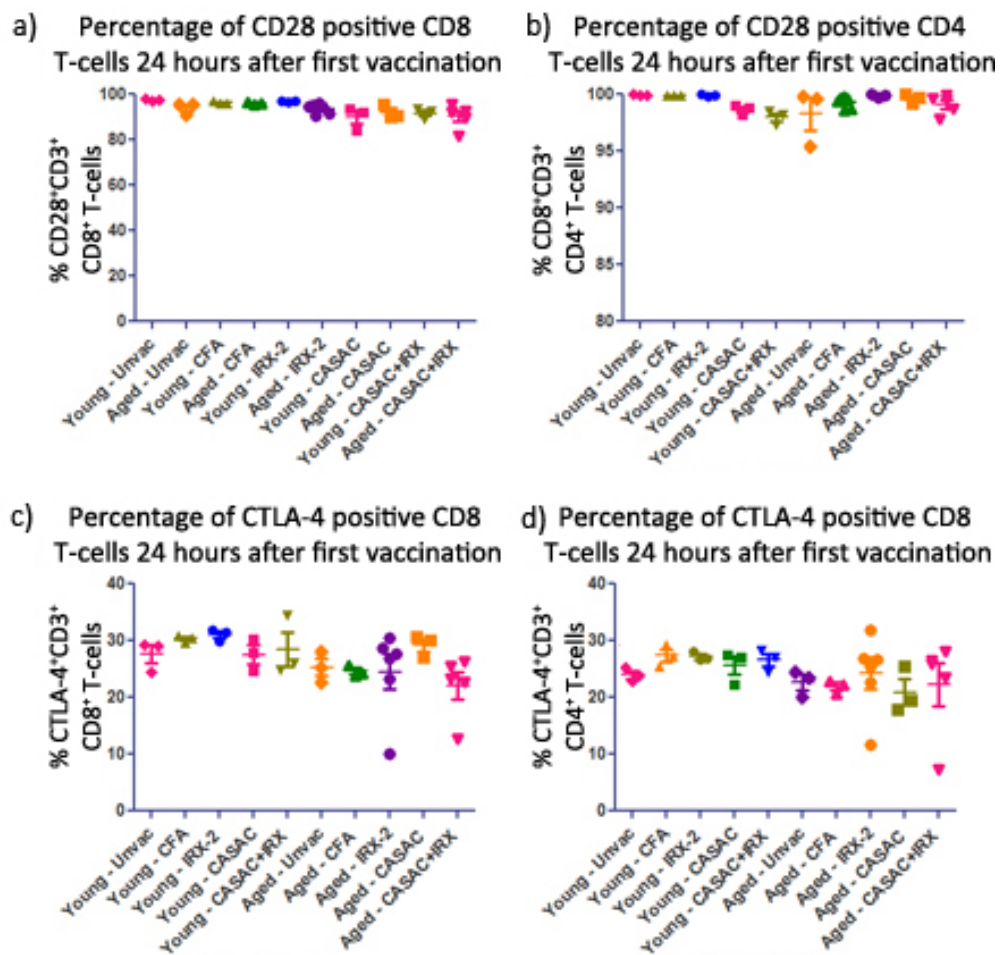 a) Percentage of CD28 positive CD8
T-cells 24 hours after first vaccination
% CD28⁺CD3⁺
CD8⁺ T-cells
100
80
60
40
20
0
Young - Unvac
Aged - Unvac
Young - CFA
Aged - CFA
Young - IRX-2
Aged - IRX-2
Young - CASAC
Aged - CASAC
Young - CASAC+IRX
Aged - CASAC+IRX
b) Percentage of CD28 positive CD4
T-cells 24 hours after first vaccination
% CD8⁺CD3⁺
CD4⁺ T-cells
100
95
90
85
80
Young - Unvac
Young - CFA
Young - IRX-2
Young - CASAC
Young - CASAC+IRX
Aged - Unvac
Aged - CFA
Aged - IRX-2
Aged - CASAC
Aged - CASAC+IRX
c) Percentage of CTLA-4 positive CD8
T-cells 24 hours after first vaccination
% CTLA-4⁺CD3⁺
CD8⁺ T-cells
40
30
20
10
0
Young - Unvac
Young - CFA
Young - IRX-2
Young - CASAC
Young - CASAC+IRX
Aged - Unvac
Aged - CFA
Aged - IRX-2
Aged - CASAC
Aged - CASAC+IRX
d) Percentage of CTLA-4 positive CD8
T-cells 24 hours after first vaccination
% CTLA-4⁺CD3⁺
CD4⁺ T-cells
40
30
20
10
0
Young - Unvac
Young - CFA
Young - IRX-2
Young - CASAC
Young - CASAC+IRX
Aged - Unvac
Aged - CFA
Aged - IRX-2
Aged - CASAC
Aged - CASAC+IRX